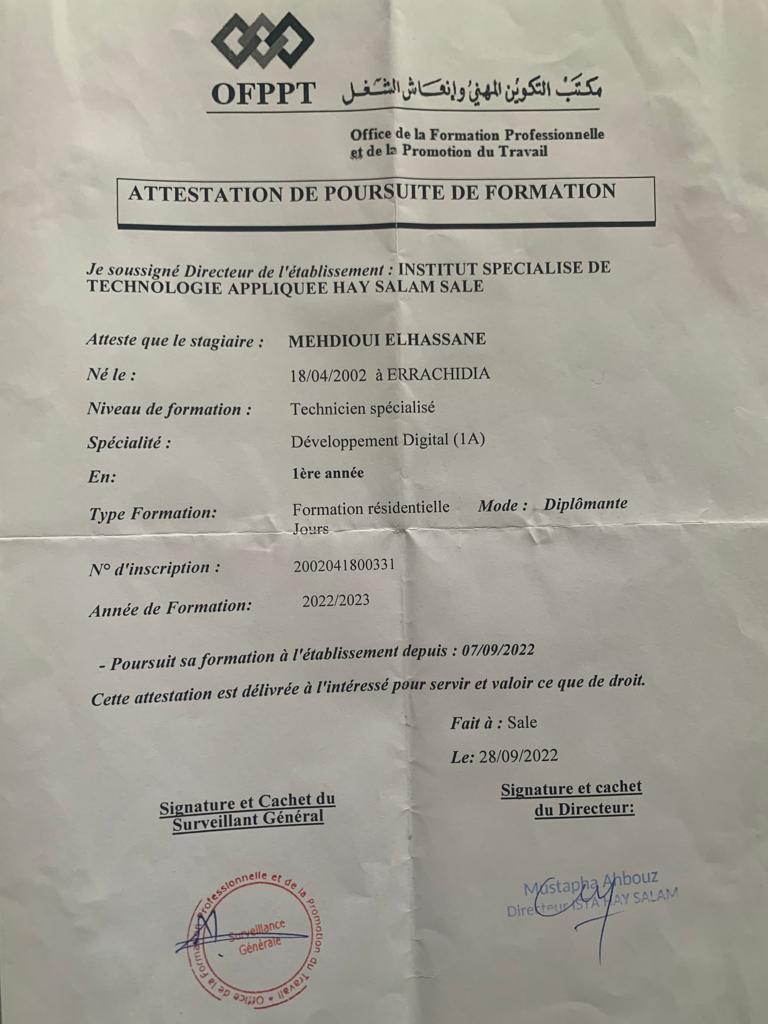 OFPPT
مكتب التكوين المهني وإنعاش الشغل
Office de la Formation Professionnelle
et de la Promotion du Travail
ATTESTATION DE POURSUITE DE FORMATION
Je soussigné Directeur de l'établissement : INSTITUT SPECIALISE DE
TECHNOLOGIE APPLIQUEE HAY SALAM SALE
Atteste que le stagiaire : MEHDIOUI ELHASSANE
Né le : 18/04/2002 à ERRACHIDIA
Niveau de formation : Technicien spécialisé
Spécialité : Développement Digital (1A)
En: 1ère année
Type Formation: Formation résidentielle Mode : Diplômante
Jours
N° d'inscription : 2002041800331
Année de Formation: 2022/2023
- Poursuit sa formation à l'établissement depuis : 07/09/2022
Cette attestation est délivrée à l'intéressé pour servir et valoir ce que de droit.
Fait à : Sale
Le: 28/09/2022
Signature et Cachet du
Surveillant Général
Signature et cachet
du Directeur:
Office de la Formation Professionnelle et de la Promotion du Travail
Surveillance
Générale
Mustapha Ahbouz
Directeur ISTA HAY SALAM